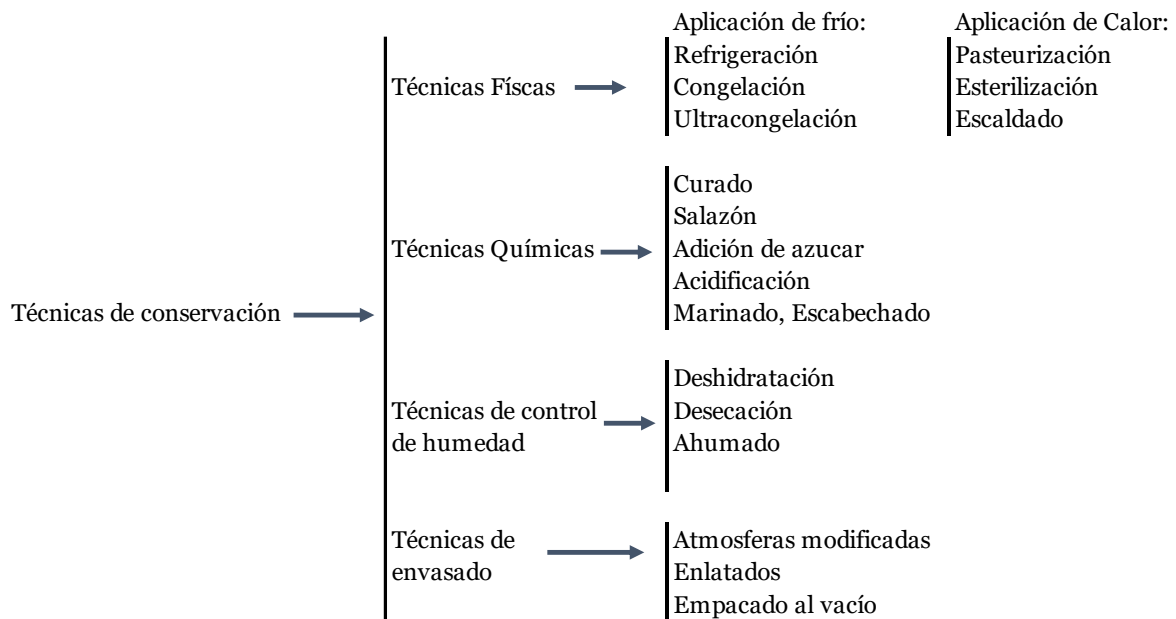 Técnicas de conservación
Técnicas Físcas
Aplicación de frío:
Refrigeración
Congelación
Ultracongelación
Aplicación de Calor:
Pasteurización
Esterilización
Escaldado
Técnicas Químicas
Curado
Salazón
Adición de azucar
Acidificación
Marinado, Escabechado
Técnicas de control
de humedad
Deshidratación
Desecación
Ahumado
Técnicas de
envasado
Atmosferas modificadas
Enlatados
Empacado al vacío